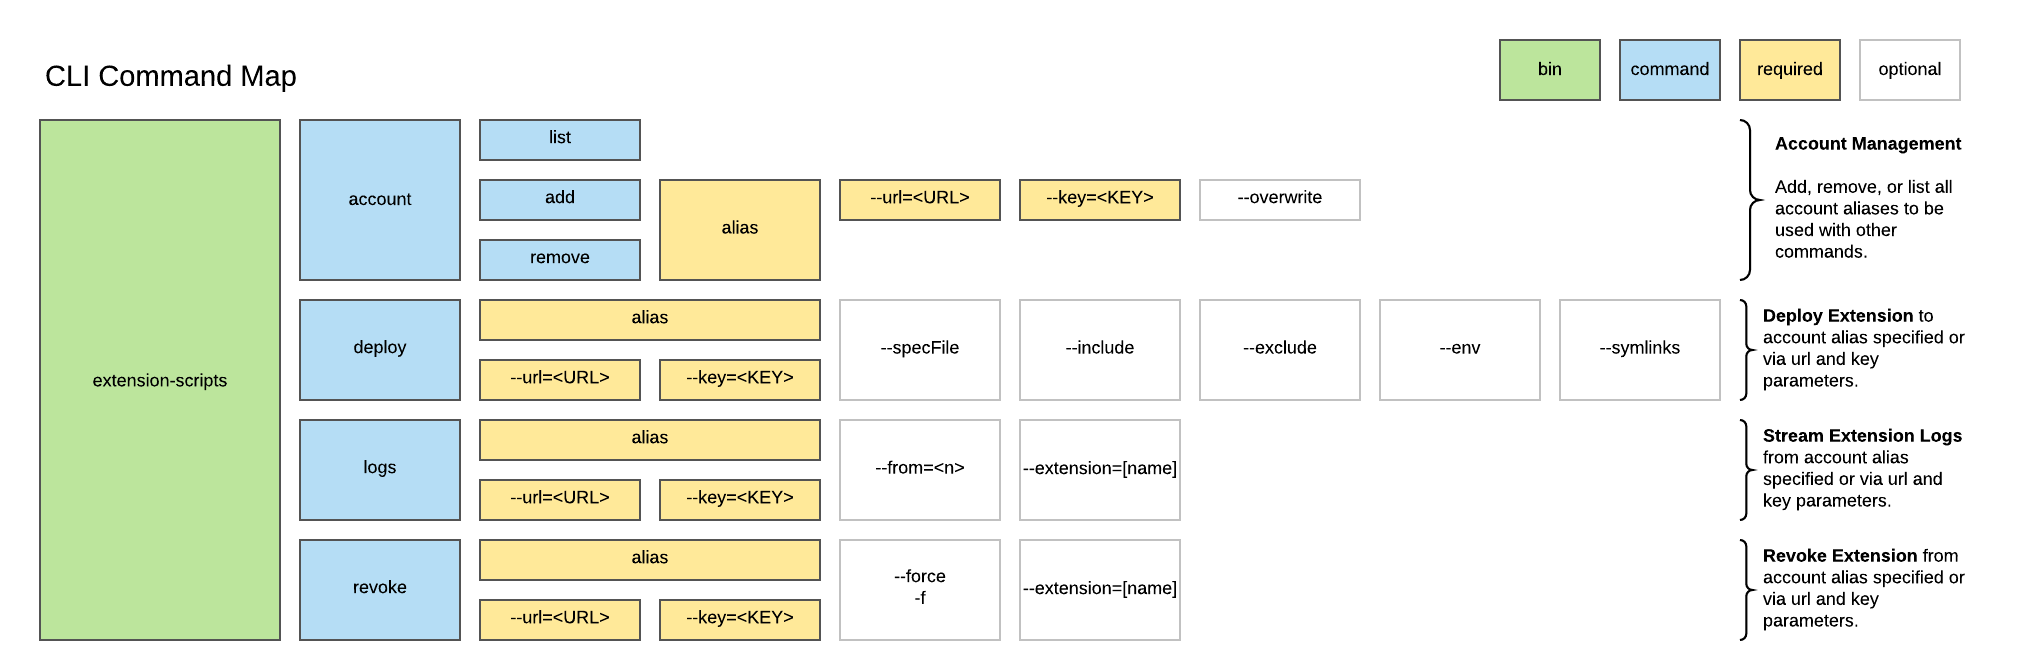 CLI Command Map
bin
command
required
optional
extension-scripts
account
list
add
remove
alias
--url=<URL>
--key=<KEY>
--overwrite
Account Management
Add, remove, or list all
account aliases to be
used with other
commands.
deploy
alias
--url=<URL>
--key=<KEY>
--specFile
--include
--exclude
--env
--symlinks
Deploy Extension to
account alias specified or
via url and key
parameters.
logs
alias
--url=<URL>
--key=<KEY>
--from=<n>
--extension=[name]
Stream Extension Logs
from account alias
specified or via url and
key parameters.
revoke
alias
--url=<URL>
--key=<KEY>
--force
-f
--extension=[name]
Revoke Extension from
account alias specified or
via url and key
parameters.